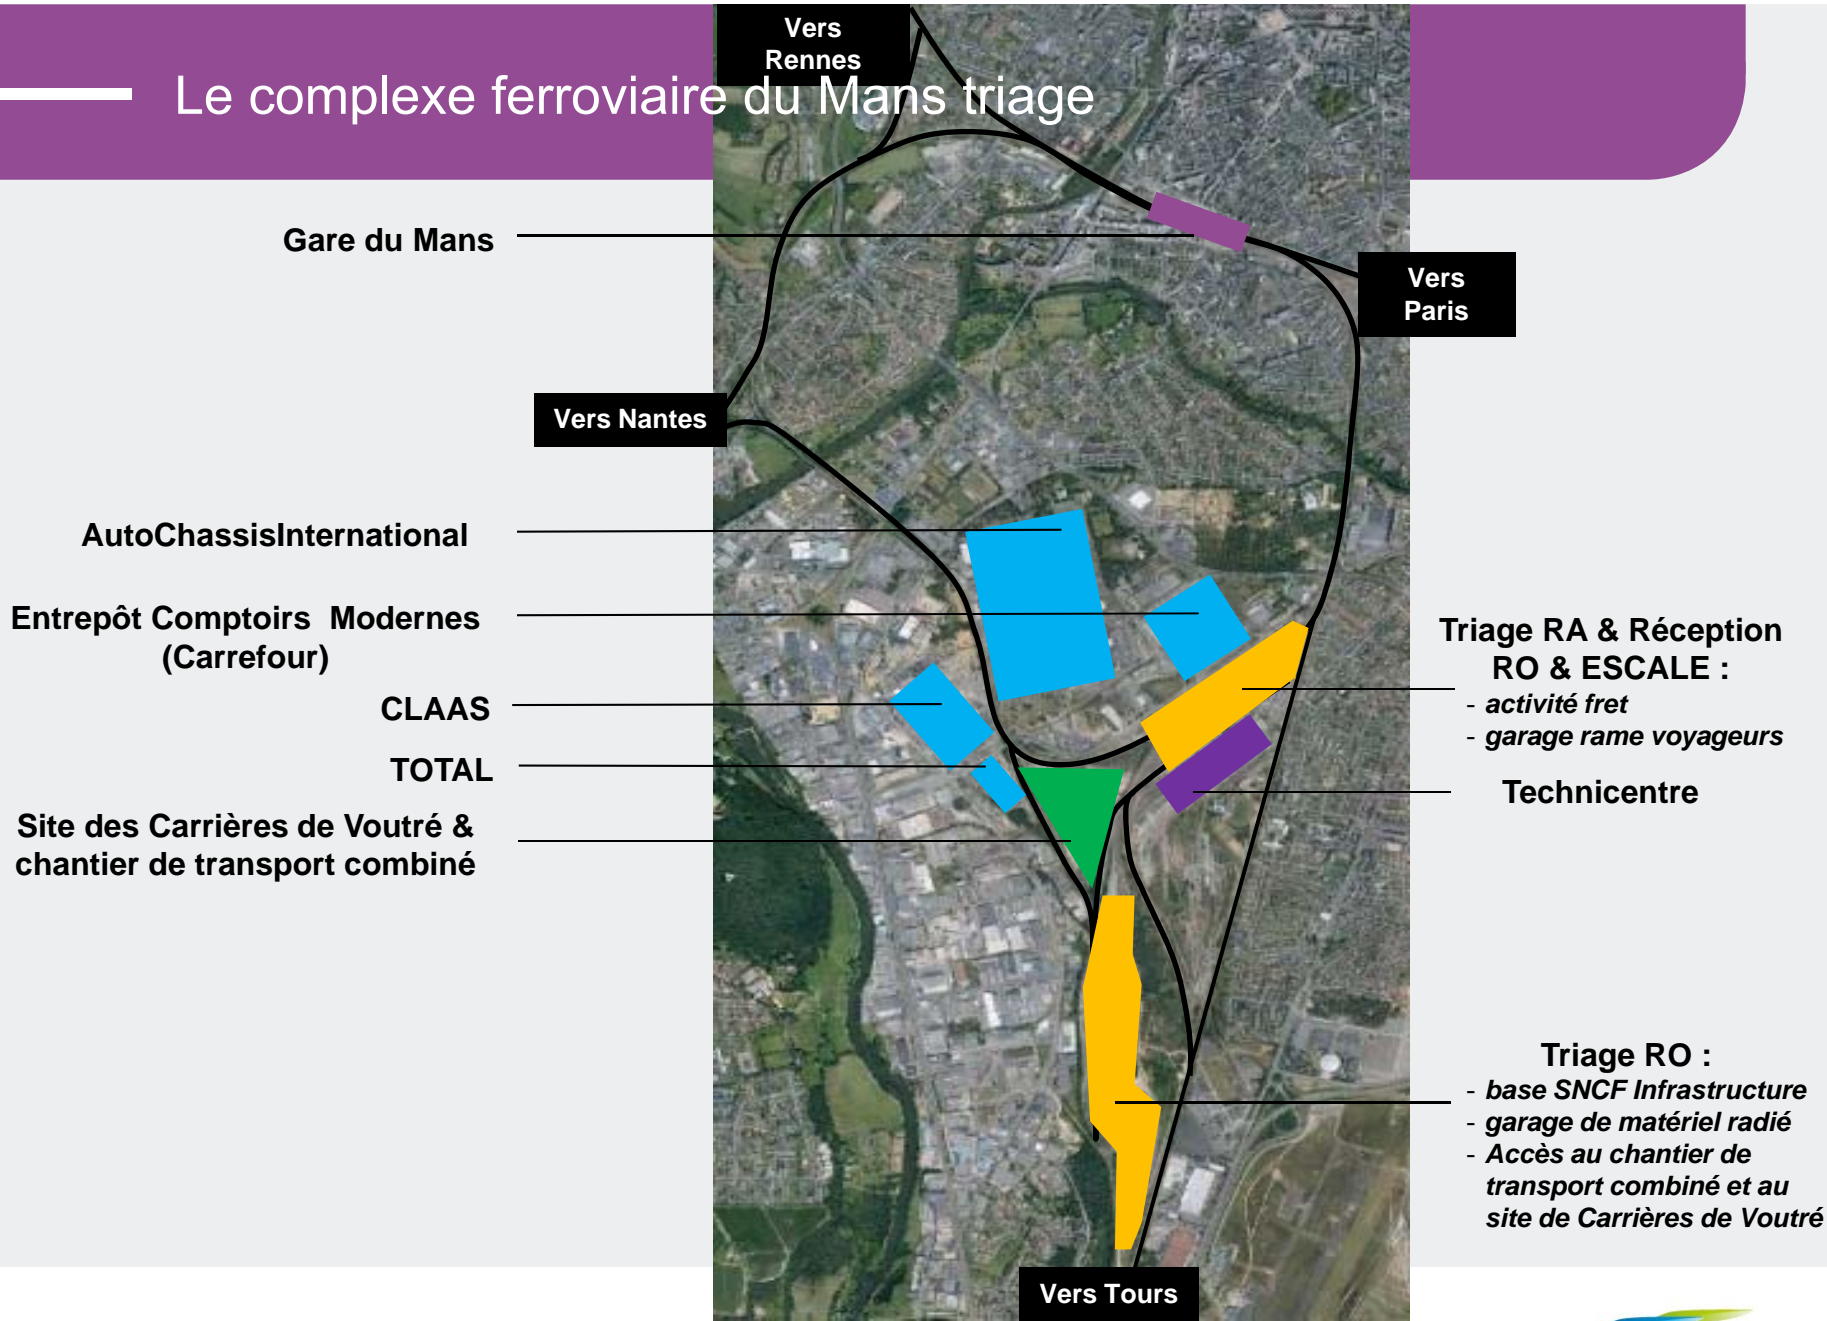 Vers
Rennes
Le complexe ferroviaire du Mans triage
Gare du Mans
Vers
Paris
Vers Nantes
AutoChassisInternational
Entrepôt Comptoirs Modernes
(Carrefour)
CLAAS
TOTAL
Site des Carrières de Voutré &
chantier de transport combiné
Triage RA & Réception
RO & ESCALE :
- activité fret
- garage rame voyageurs
Technicentre
Triage RO :
- base SNCF Infrastructure
- garage de matériel radié
- Accès au chantier de
transport combiné et au
site de Carrières de Voutré
Vers Tours